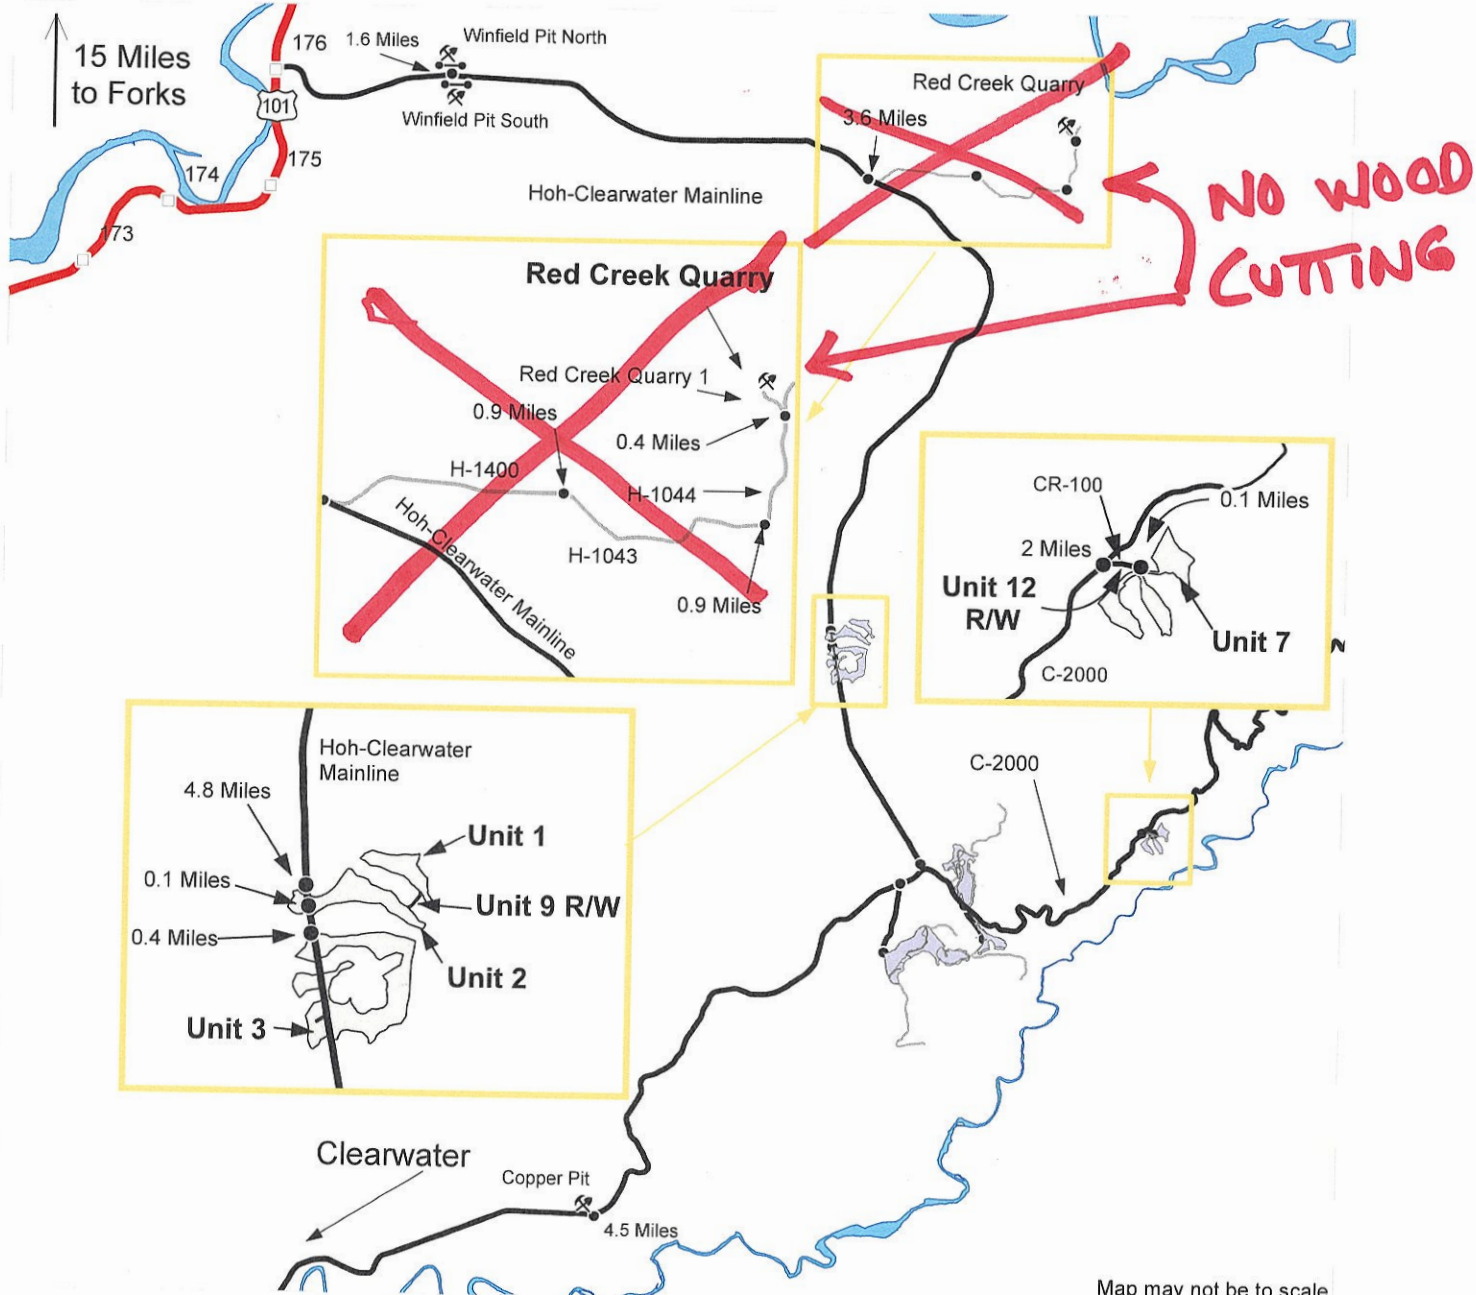 15 Miles
to Forks
176
1.6 Miles
Winfield Pit North
Winfield Pit South
101
175
174
173
Red Creek Quarry
3.6 Miles
Hoh-Clearwater Mainline
NO WOOD
CUTTING
Red Creek Quarry
Red Creek Quarry 1
0.9 Miles
0.4 Miles
H-1400
H-1044
Hoh-Clearwater Mainline
H-1043
0.9 Miles
CR-100
0.1 Miles
2 Miles
Unit 12
R/W
Unit 7
C-2000
Hoh-Clearwater
Mainline
4.8 Miles
Unit 1
0.1 Miles
Unit 9 R/W
0.4 Miles
Unit 2
Unit 3
C-2000
Clearwater
Copper Pit
4.5 Miles
Map may not be to scale